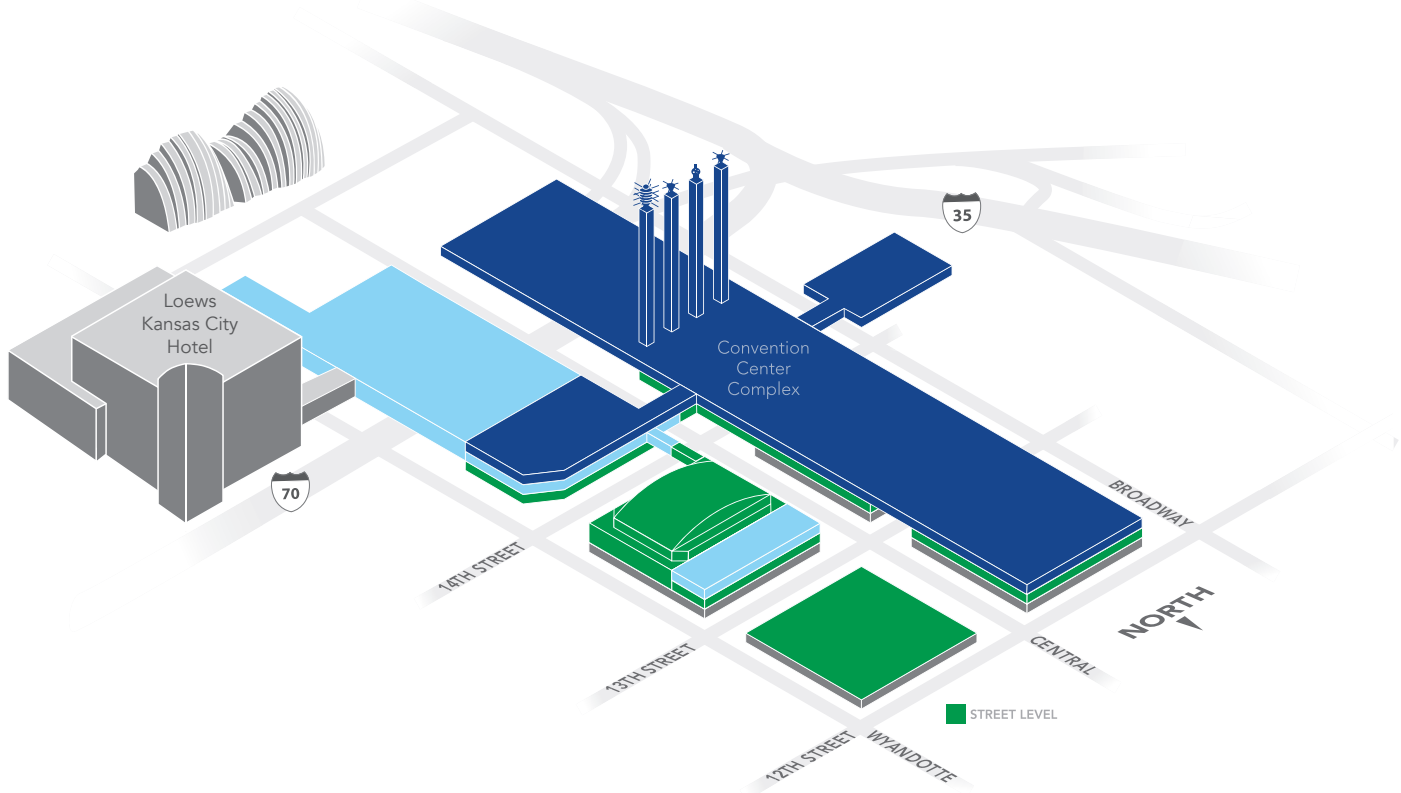 35
Loews
Kansas City
Hotel
Convention
Center
Complex
70
BROADWAY
14TH STREET
NORTH
13TH STREET
CENTRAL
STREET LEVEL
12TH STREET
WYANDOTTE